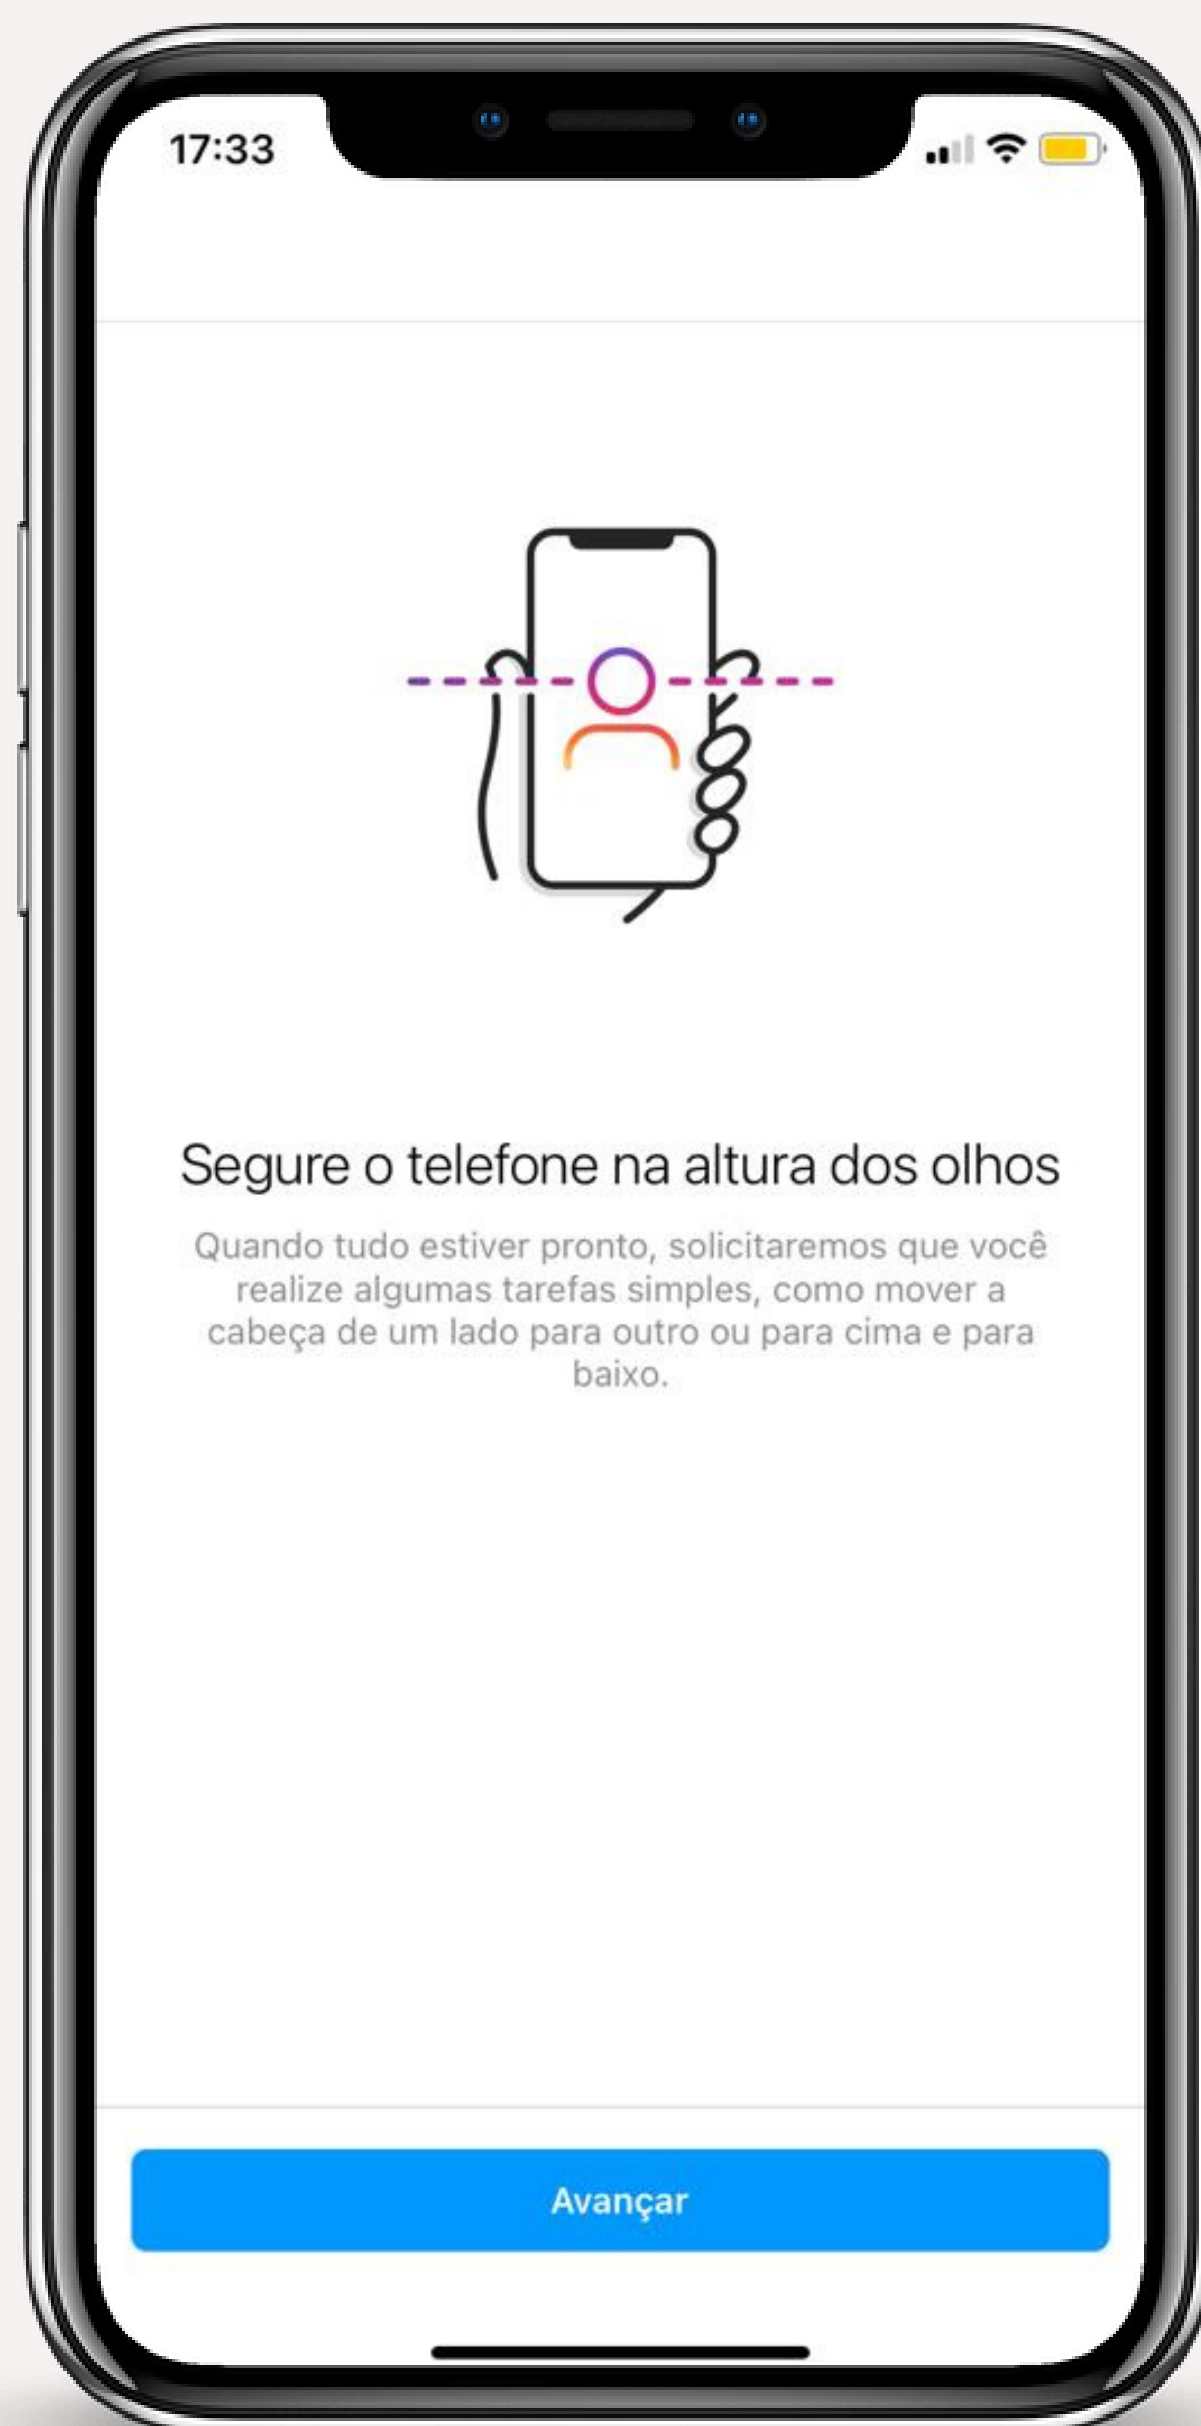 17:33
Segure o telefone na altura dos olhos
Quando tudo estiver pronto, solicitaremos que você
realize algumas tarefas simples, como mover a
cabeça de um lado para outro ou para cima e para
baixo.
Avançar